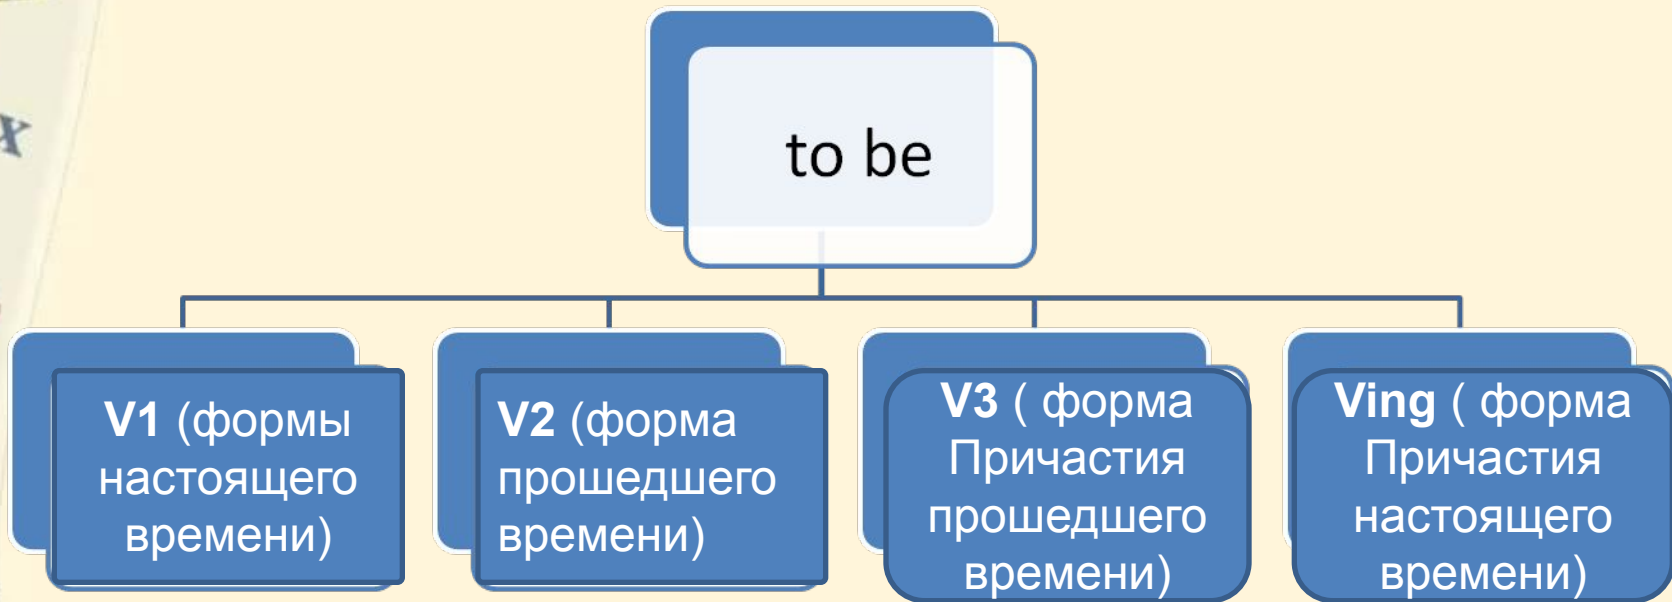 х
to be
V1 (формы
настоящего
времени)
V2 (форма
прошедшего
времени)
V3 ( форма
Причастия
прошедшего
времени)
Ving ( форма
Причастия
настоящего
времени)